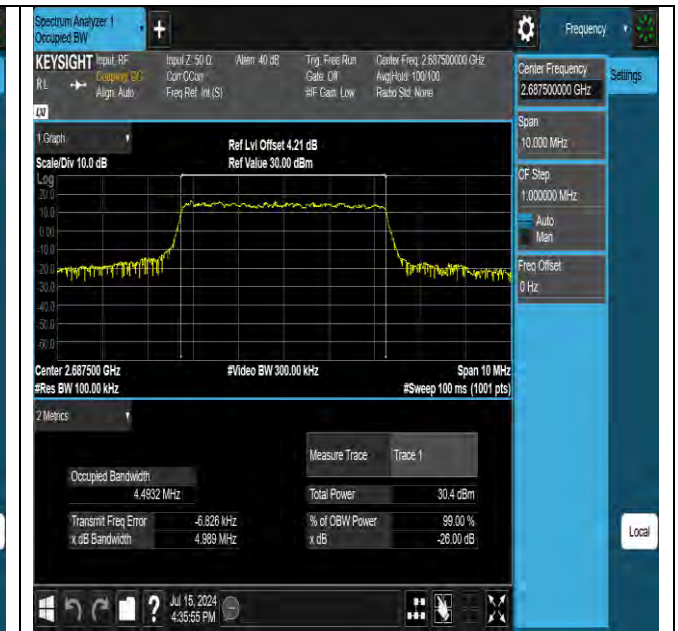 Spectrum Analyzer 1
Occupied BW
Frequency
KEYSIGHT
RL
Input: RF
Coupling: DC
Align: Auto
Input Z: 50 Ω
Corr CCorr
Freq Ref: Int (S)
Atten: 40 dB
Trig: Free Run
Gate: Off
#IF Gain: Low
Center Freq: 2.687500000 GHz
Avg|Hold: 100/100
Radio Std: None
LXI
Center Frequency
2.687500000 GHz
Settings
Span
10.000 MHz
CF Step
1.000000 MHz
Auto
Man
Freq Offset
0 Hz
1 Graph
Scale/Div 10.0 dB
Ref Lvl Offset 4.21 dB
Ref Value 30.00 dBm
Log
20.0
10.0
0.00
-10.0
-20.0
-30.0
-40.0
-50.0
-60.0
Center 2.687500 GHz
#Video BW 300.00 kHz
Span 10 MHz
#Res BW 100.00 kHz
#Sweep 100 ms (1001 pts)
2 Metrics
Measure Trace
Trace 1
Occupied Bandwidth
4.4932 MHz
Total Power
30.4 dBm
Transmit Freq Error
-6.826 kHz
% of OBW Power
99.00 %
x dB Bandwidth
4.989 MHz
x dB
-26.00 dB
Local
?
Jul 15, 2024
4:35:55 PM